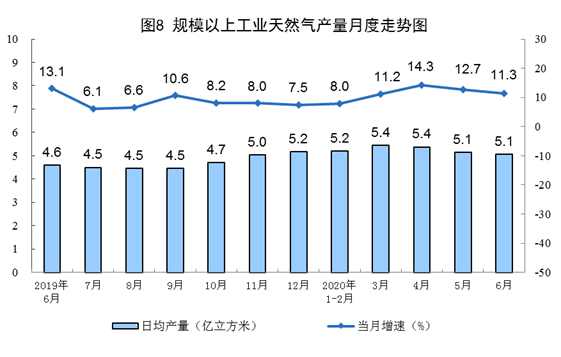 图8 规模以上工业天然气产量月度走势图
10
9
8
7
6
5
4
3
2
1
0
30
20
10
0
-10
-20
-30
-40
-50
13.1
6.1
6.6
10.6
8.2
8.0
7.5
8.0
11.2
14.3
12.7
11.3
4.6
4.5
4.5
4.5
4.7
5.0
5.2
5.2
5.4
5.4
5.1
5.1
2019年
6月
7月
8月
9月
10月
11月
12月
2020年
1-2月
3月
4月
5月
6月
日均产量（亿立方米）
当月增速（%）